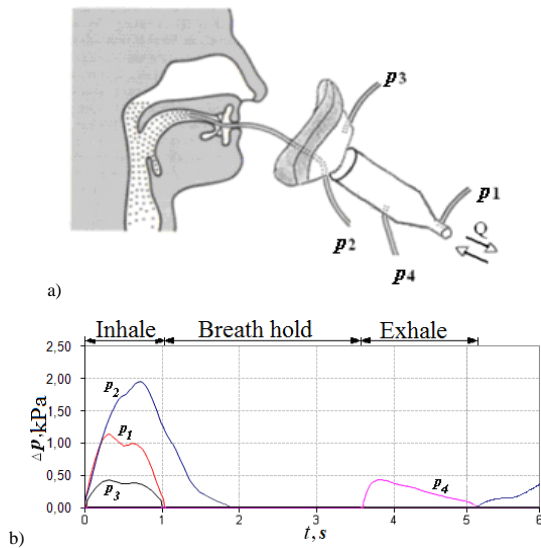 p3
p1
Q
p2
p4
a)
Inhale Breath hold Exhale
2,50
2,00
1,50
1,00
0,50
0,00
Δp,kPa
p2
p1
p3
p4
0 1 2 3 4 5 6
t,s
b)